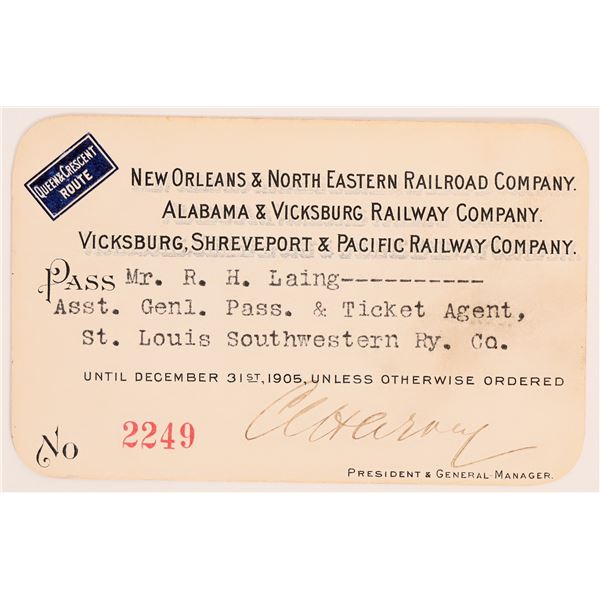 QUEEN & CRESCENT
ROUTE
NEW ORLEANS & NORTH EASTERN RAILROAD COMPANY.
ALABAMA & VICKSBURG RAILWAY COMPANY.
VICKSBURG, SHREVEPORT & PACIFIC RAILWAY COMPANY.
PASS Mr. R. H. Laing----------
Asst. Genl. Pass. & Ticket Agent,
St. Louis Southwestern Ry. Co.
UNTIL DECEMBER 31ST, 1905, UNLESS OTHERWISE ORDERED
No 2249
PRESIDENT & GENERAL MANAGER.